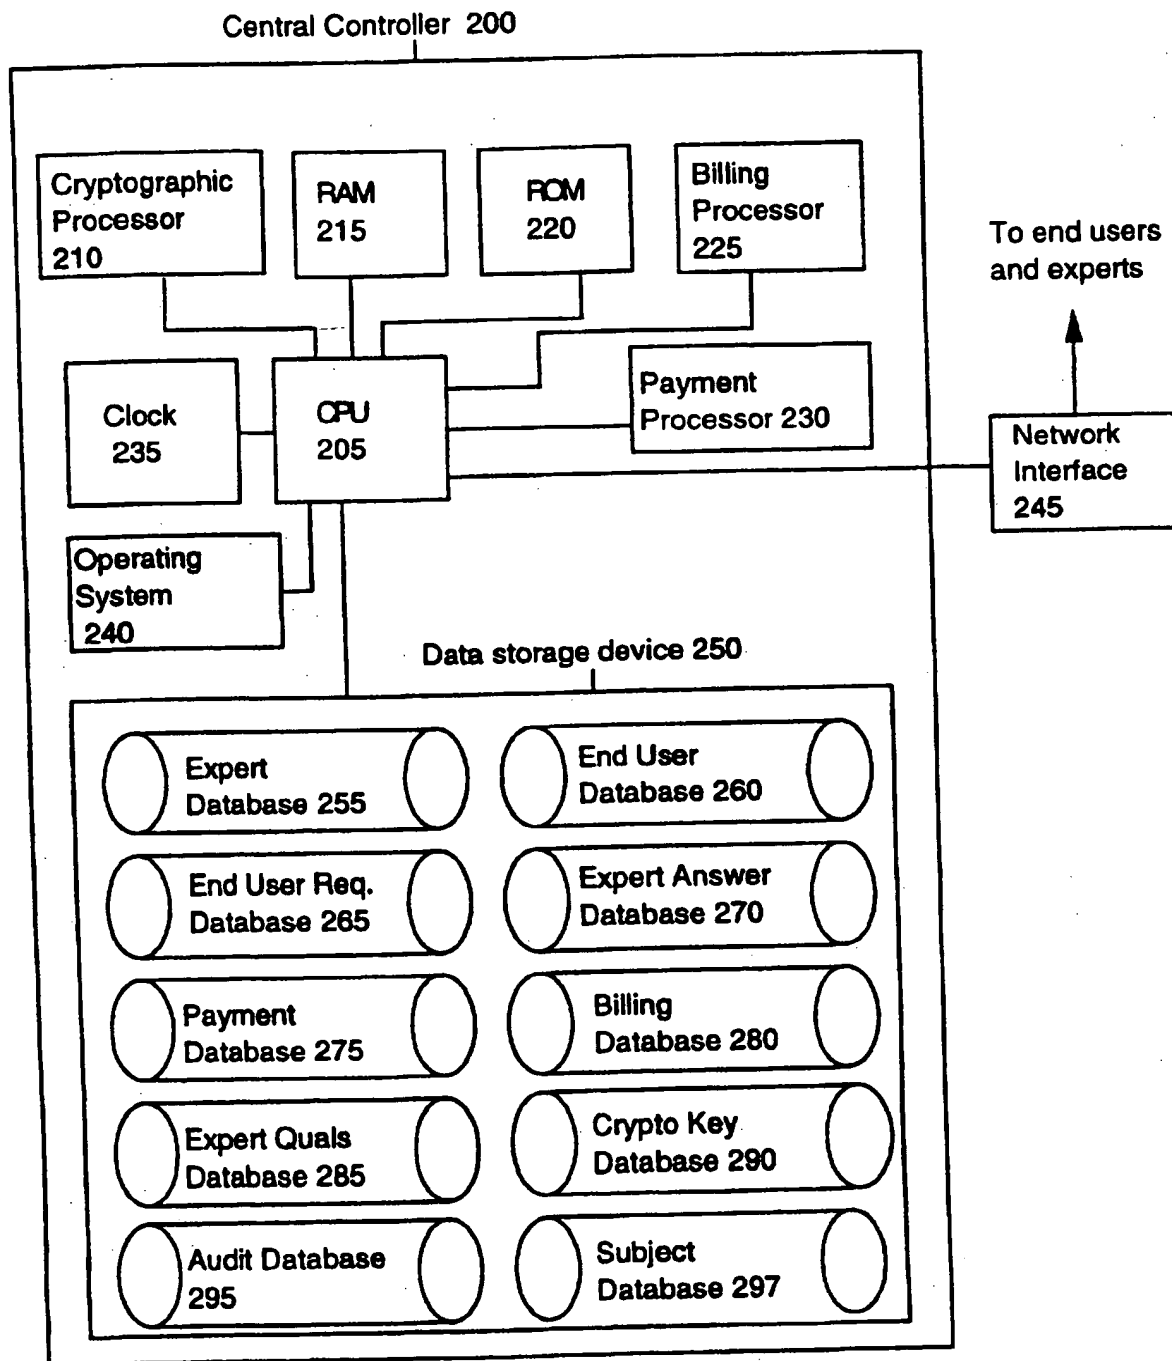 Central Controller 200
Cryptographic
Processor
210
RAM
215
ROM
220
Billing
Processor
225
To end users
and experts
Clock
235
CPU
205
Payment
Processor 230
Network
Interface
245
Operating
System
240
Data storage device 250
Expert
Database 255
End User
Database 260
End User Req.
Database 265
Expert Answer
Database 270
Payment
Database 275
Billing
Database 280
Expert Quals
Database 285
Crypto Key
Database 290
Audit Database
295
Subject
Database 297